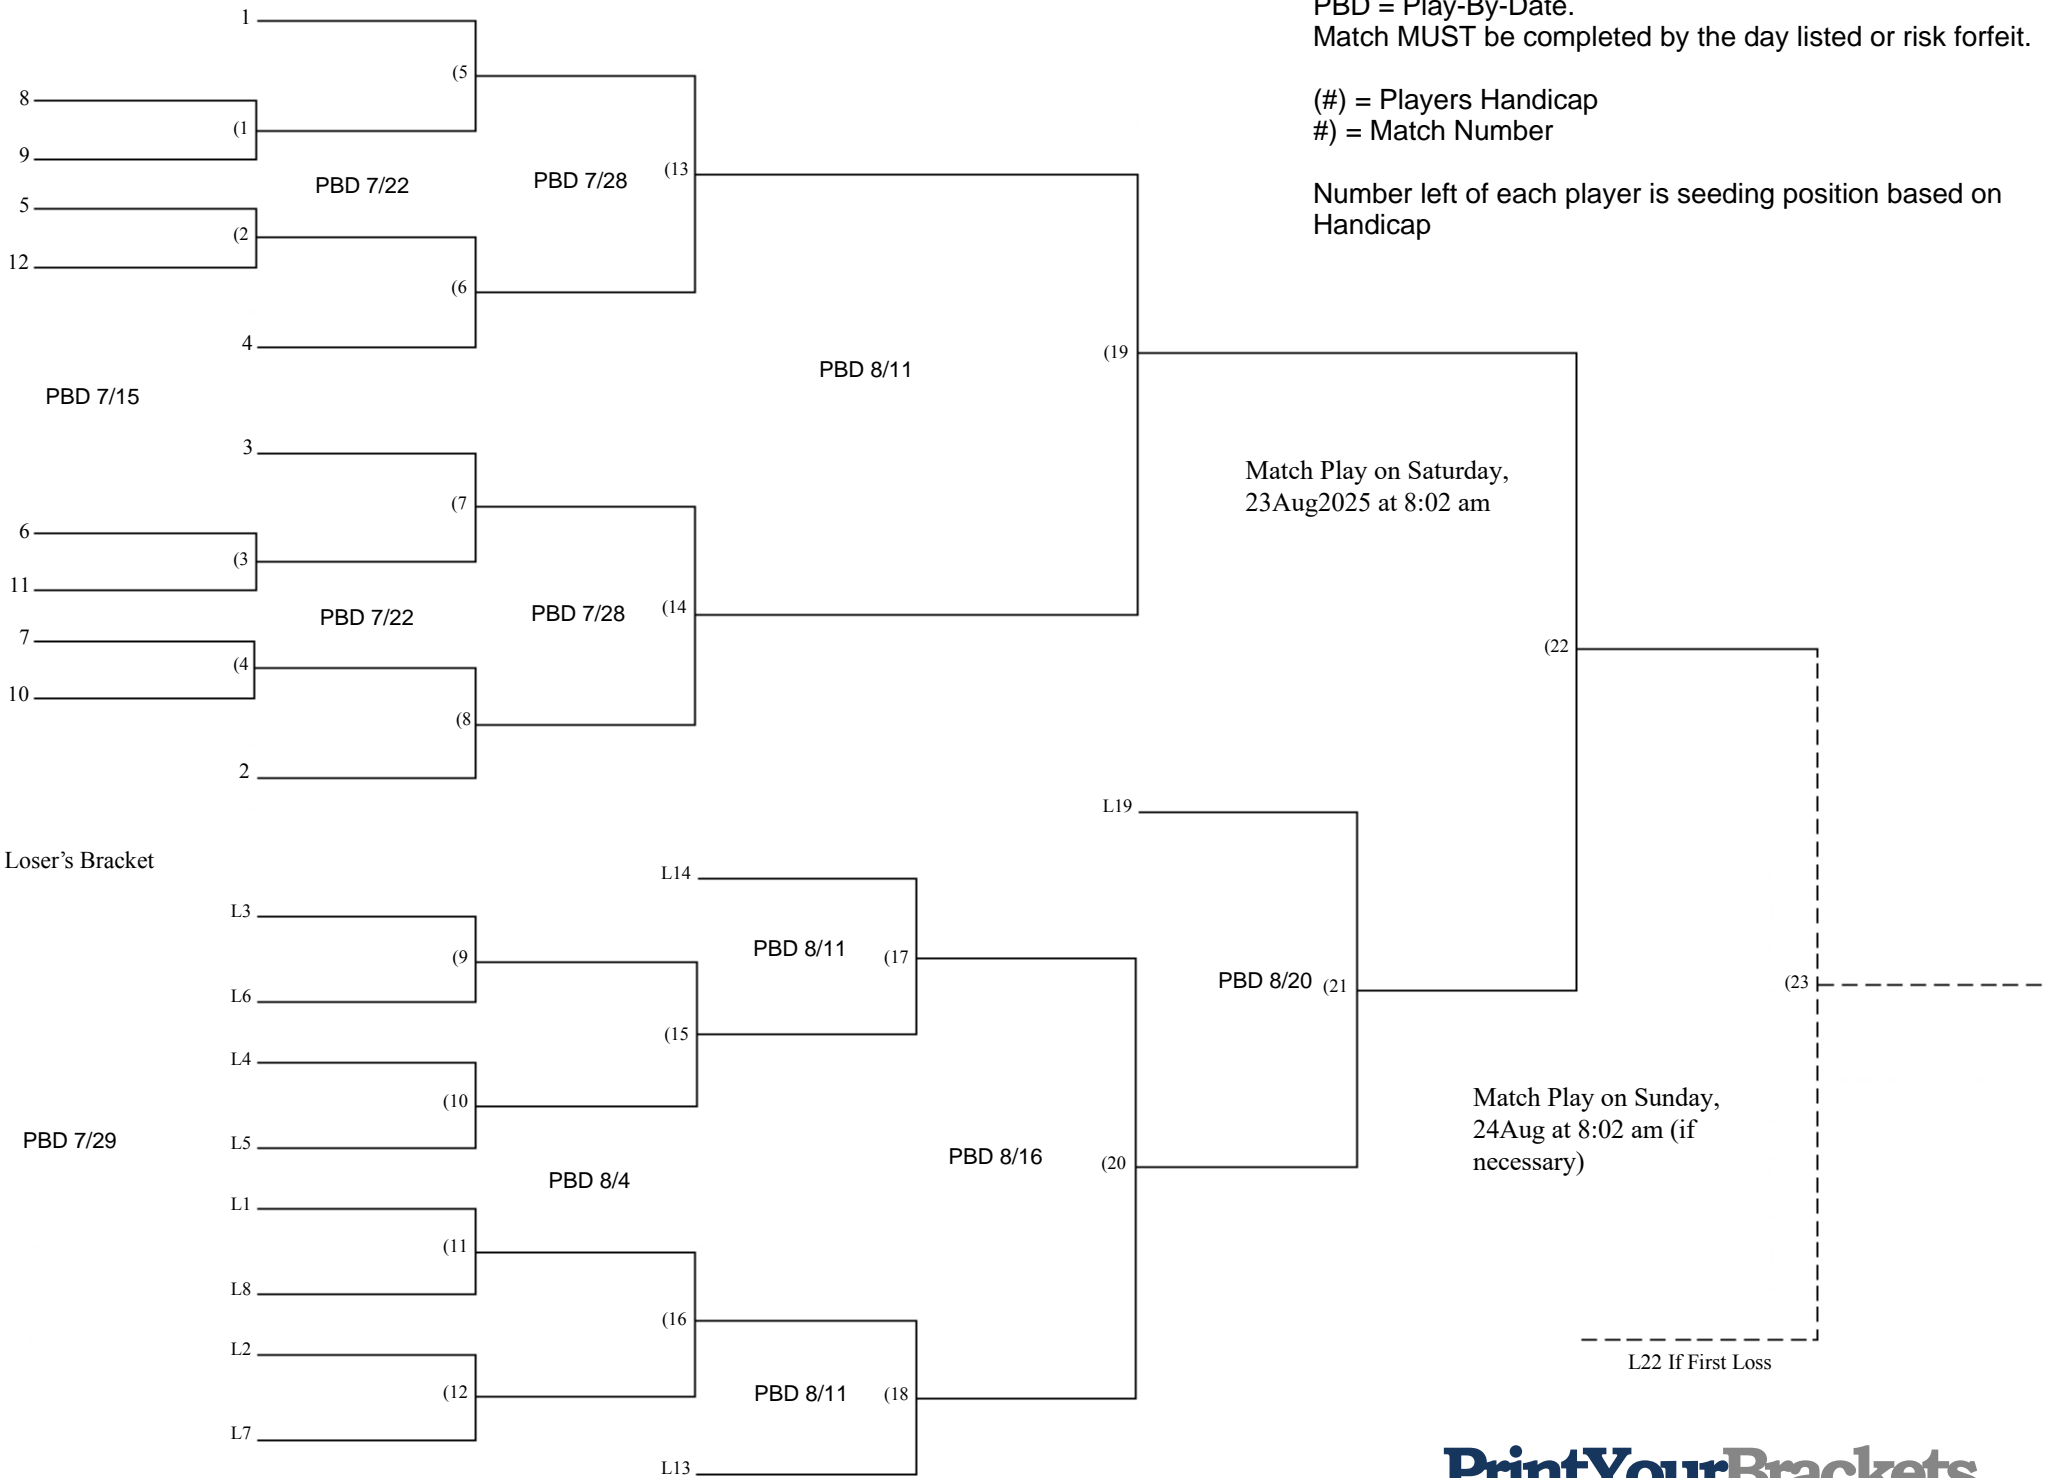 PBD = Play-By-Date.
Match MUST be completed by the day listed or risk forfeit.
(#) = Players Handicap
#) = Match Number
Number left of each player is seeding position based on
Handicap
1
(5
8
(1
9
PBD 7/22
PBD 7/28
(13
5
(2
12
(6
4
PBD 8/11
(19
PBD 7/15
3
Match Play on Saturday,
23Aug2025 at 8:02 am
(7
6
(3
11
PBD 7/22
PBD 7/28
(14
7
(4
10
(22
(8
2
L19
Loser's Bracket
L14
L3
(9
PBD 8/11
(17
L6
PBD 8/20
(21
(23
(15
L4
(10
L5
PBD 7/29
Match Play on Sunday,
24Aug at 8:02 am (if
necessary)
PBD 8/16
(20
PBD 8/4
L1
(11
L8
(16
L2
(12
PBD 8/11
(18
L7
L13
L22 If First Loss
PrintYourBrackets